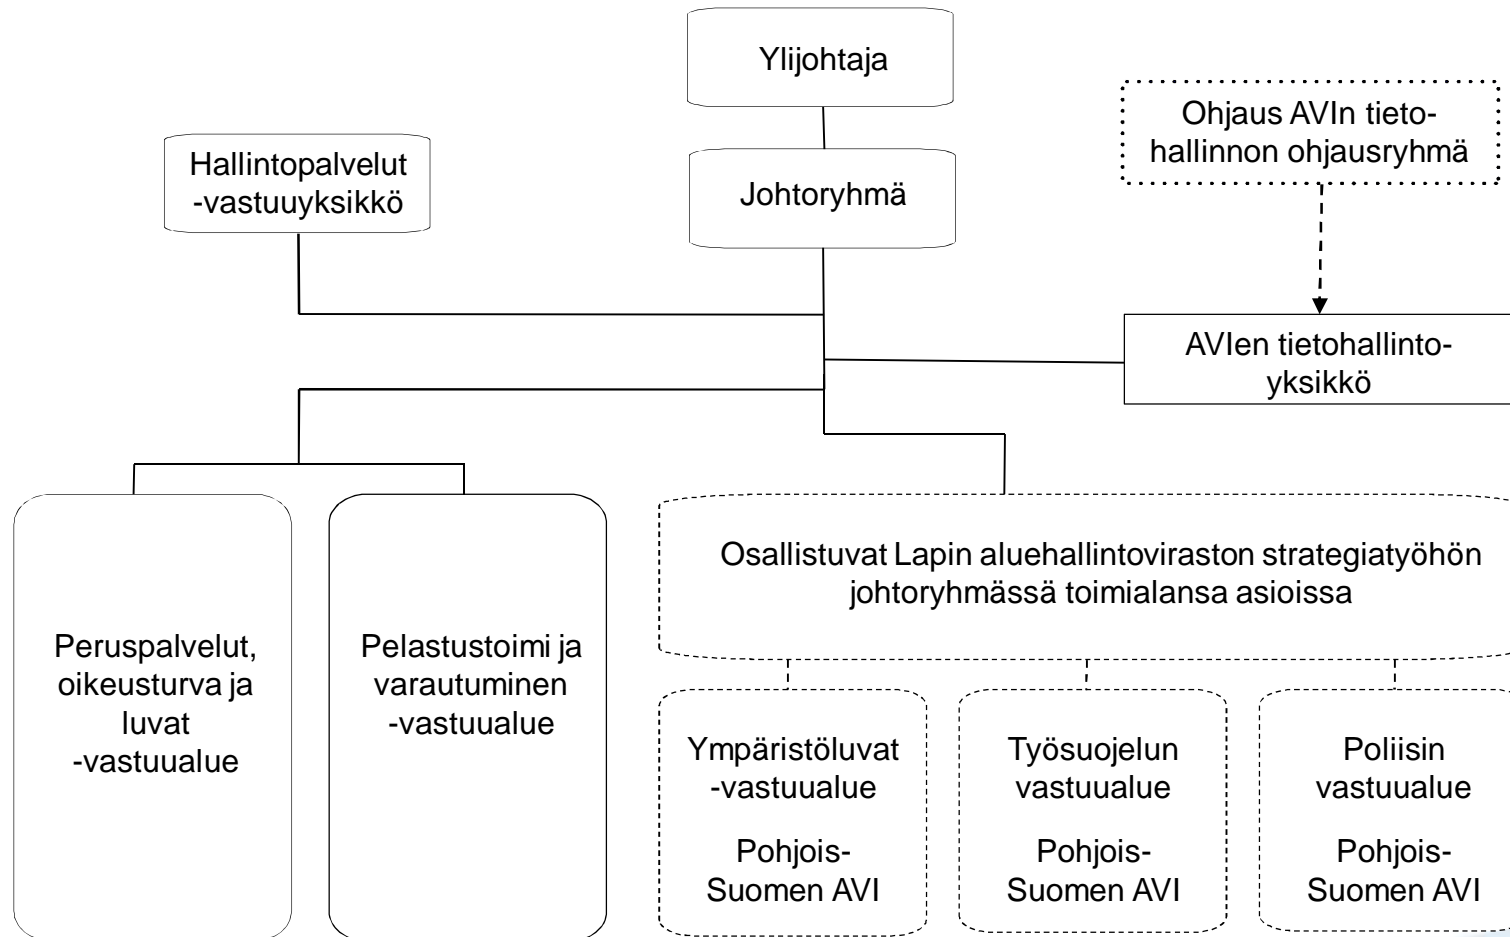 Ylijohtaja
Ohjaus AVIn tieto-
hallinnon ohjausryhmä
Hallintopalvelut
-vastuuyksikkö
Johtoryhmä
AVIen tietohallinto-
yksikkö
Peruspalvelut,
oikeusturva ja
luvat
-vastuualue
Pelastustoimi ja
varautuminen
-vastuualue
Osallistuvat Lapin aluehallintoviraston strategiatyöhön
johtoryhmässä toimialansa asioissa
Ympäristöluvat
-vastuualue
Pohjois-
Suomen AVI
Työsuojelun
vastuualue
Pohjois-
Suomen AVI
Poliisin
vastuualue
Pohjois-
Suomen AVI